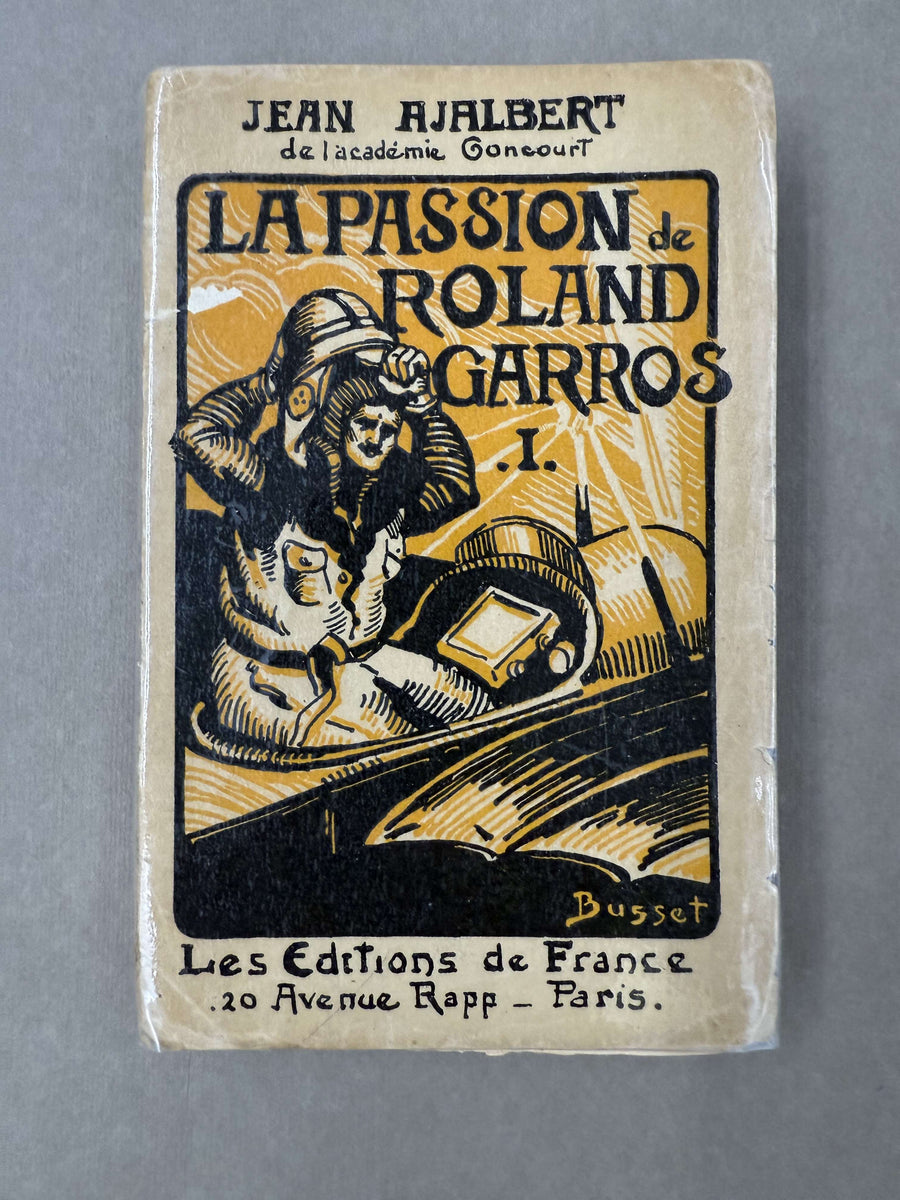 JEAN AJALBERT
de l'académie Goncourt
LA PASSION de
ROLAND
GARROS
.I.
Busset
Les Editions de France
.20 Avenue Rapp - Paris.